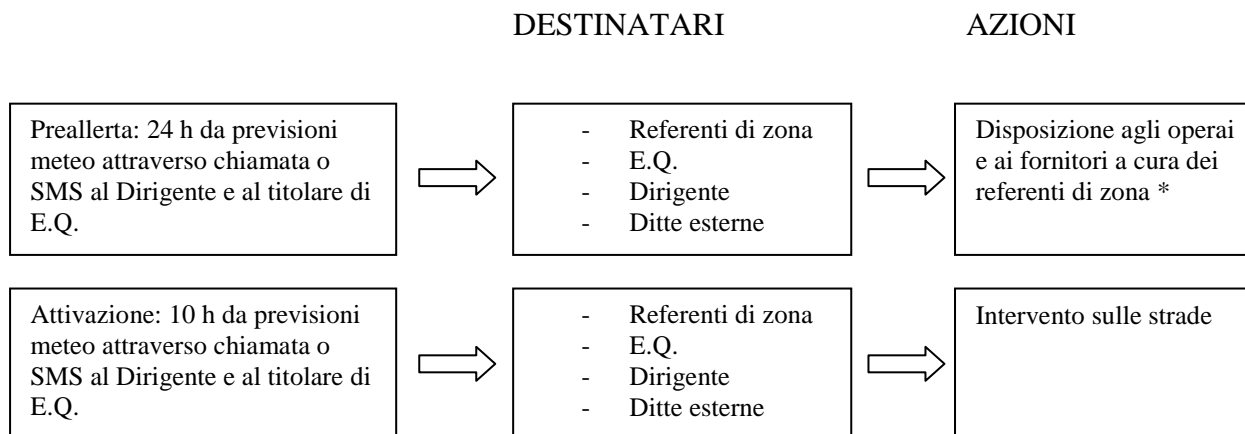 DESTINATARI
AZIONI
Preallerta: 24 h da previsioni
meteo attraverso chiamata o
SMS al Dirigente e al titolare di
E.Q.
- Referenti di zona
- E.Q.
- Dirigente
- Ditte esterne
Disposizione agli operai
e ai fornitori a cura dei
referenti di zona *
Attivazione: 10 h da previsioni
meteo attraverso chiamata o
SMS al Dirigente e al titolare di
E.Q.
- Referenti di zona
- E.Q.
- Dirigente
- Ditte esterne
Intervento sulle strade